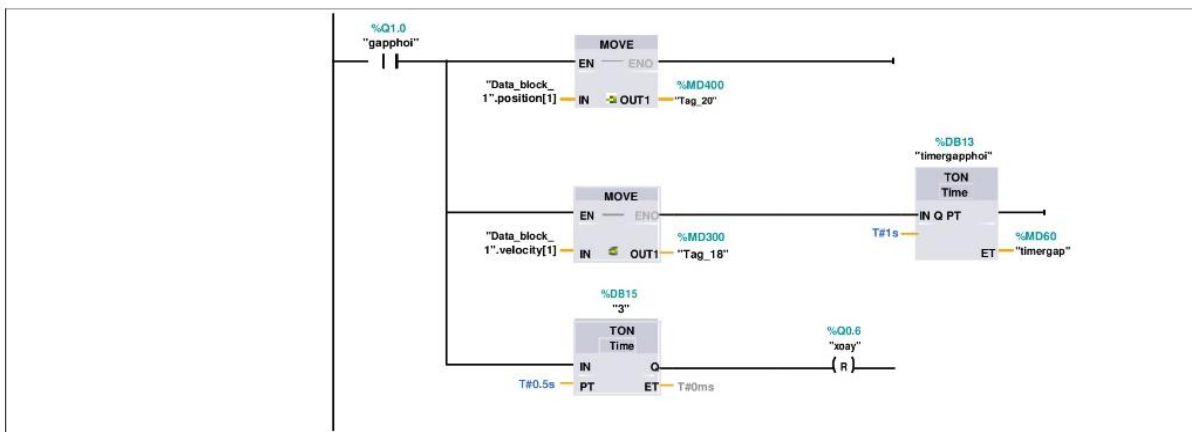 %Q1.0
"gapphoi"
MOVE
EN ENO
"Data_block_
1".position[1]
IN OUT1
%MD400
"Tag_20"
%DB13
"timergapphoi"
TON
Time
IN Q PT
T#1s
ET
%MD60
"timergap"
MOVE
EN ENO
"Data_block_
1".velocity[1]
IN OUT1
%MD300
"Tag_18"
%DB15
"3"
TON
Time
IN Q
T#0.5s PT ET T#0ms
%Q0.6
"xoay"
R